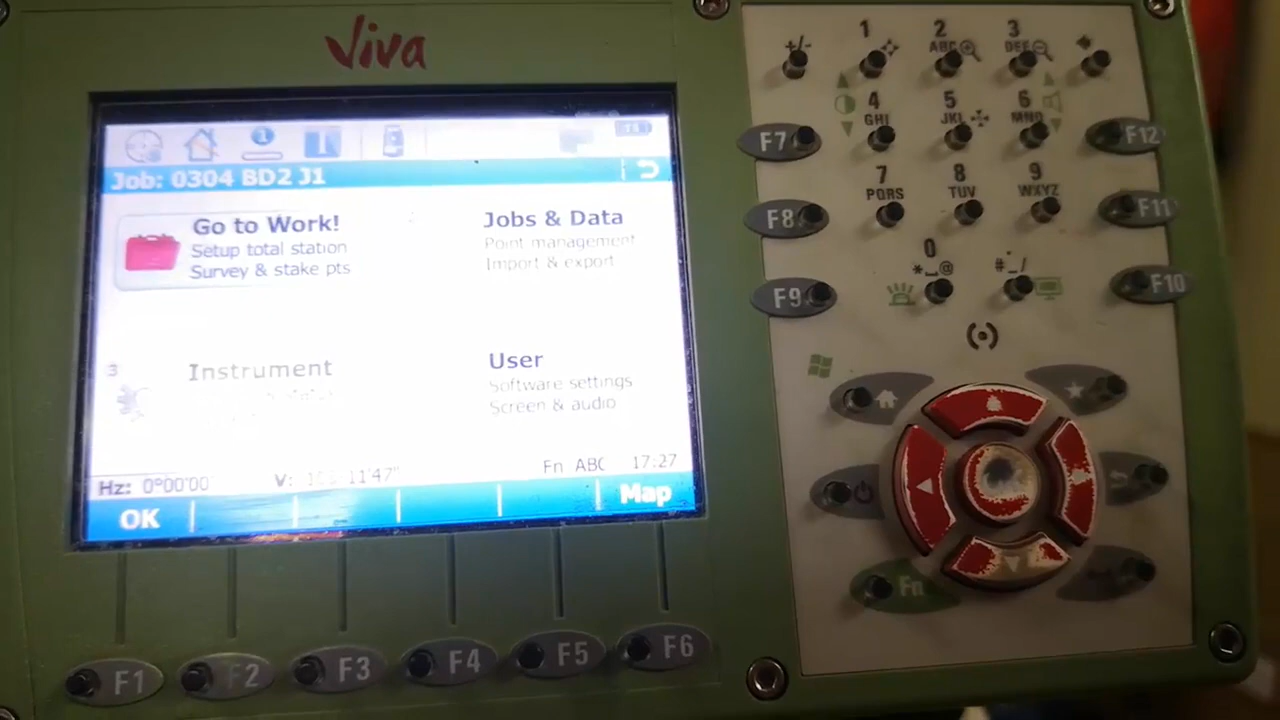 Viva
Job: 0304 BD2 J1
Go to Work!
Setup total station
Survey & stake pts
Jobs & Data
Point management
Import & export
3
Instrument
User
Software settings
Screen & audio
Hz: 0°00'00"
V:
11'47"
Fn ABC 17:27
OK
Map
F1
F2
F3
F4
F5
F6
+/-
1
2
ABC
3
DEF
4
GHI
5
JKL
6
MNO
F7
F12
7
PQRS
8
TUV
9
WXYZ
F8
F11
0
*_@
F9
F10
Fn